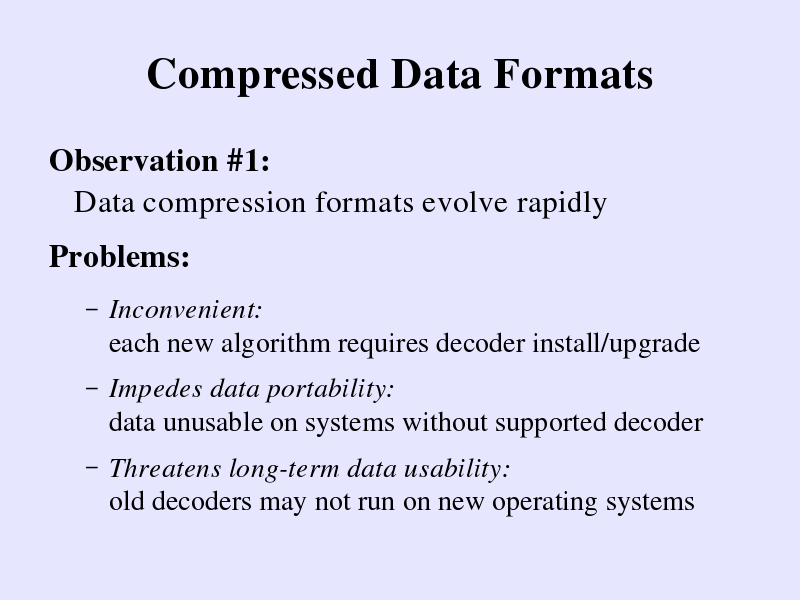 Compressed Data Formats
Observation #1:
Data compression formats evolve rapidly
Problems:
– Inconvenient:
each new algorithm requires decoder install/upgrade
– Impedes data portability:
data unusable on systems without supported decoder
– Threatens long-term data usability:
old decoders may not run on new operating systems